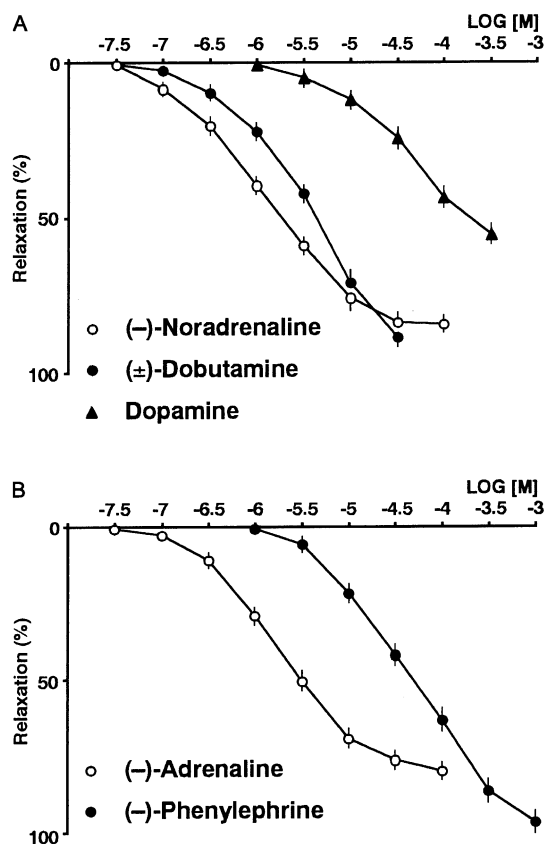 A
LOG [M]
-7.5 -7 -6.5 -6 -5.5 -5 -4.5 -4 -3.5 -3
0
50
100
Relaxation (%)
(–)-Noradrenaline
(±)-Dobutamine
Dopamine
B
LOG [M]
-7.5 -7 -6.5 -6 -5.5 -5 -4.5 -4 -3.5 -3
0
50
100
Relaxation (%)
(–)-Adrenaline
(–)-Phenylephrine